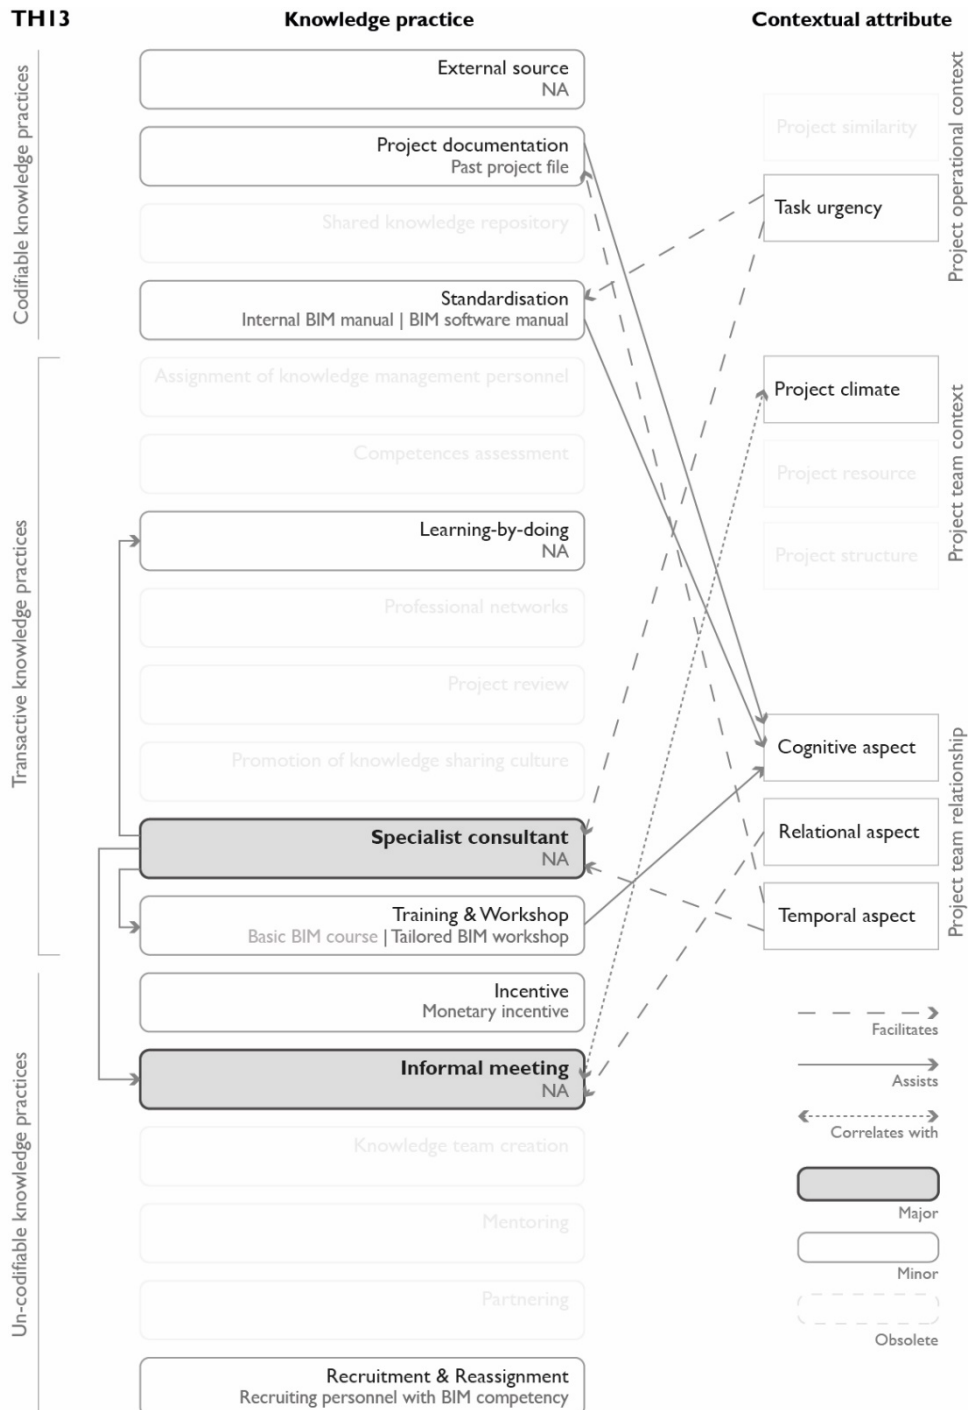 TH13
Knowledge practice
Contextual attribute
Codifiable knowledge practices
External source
NA
Project documentation
Past project file
Shared knowledge repository
Standardisation
Internal BIM manual | BIM software manual
Transactive knowledge practices
Assignment of knowledge management personnel
Competences assessment
Learning-by-doing
NA
Professional networks
Project review
Promotion of knowledge sharing culture
Specialist consultant
NA
Training & Workshop
Basic BIM course | Tailored BIM workshop
Un-codifiable knowledge practices
Incentive
Monetary incentive
Informal meeting
NA
Knowledge team creation
Mentoring
Partnering
Recruitment & Reassignment
Recruiting personnel with BIM competency
Project operational context
Project similarity
Task urgency
Project team context
Project climate
Project resource
Project structure
Project team relationship
Cognitive aspect
Relational aspect
Temporal aspect
Facilitates
Assists
Correlates with
Major
Minor
Obsolete